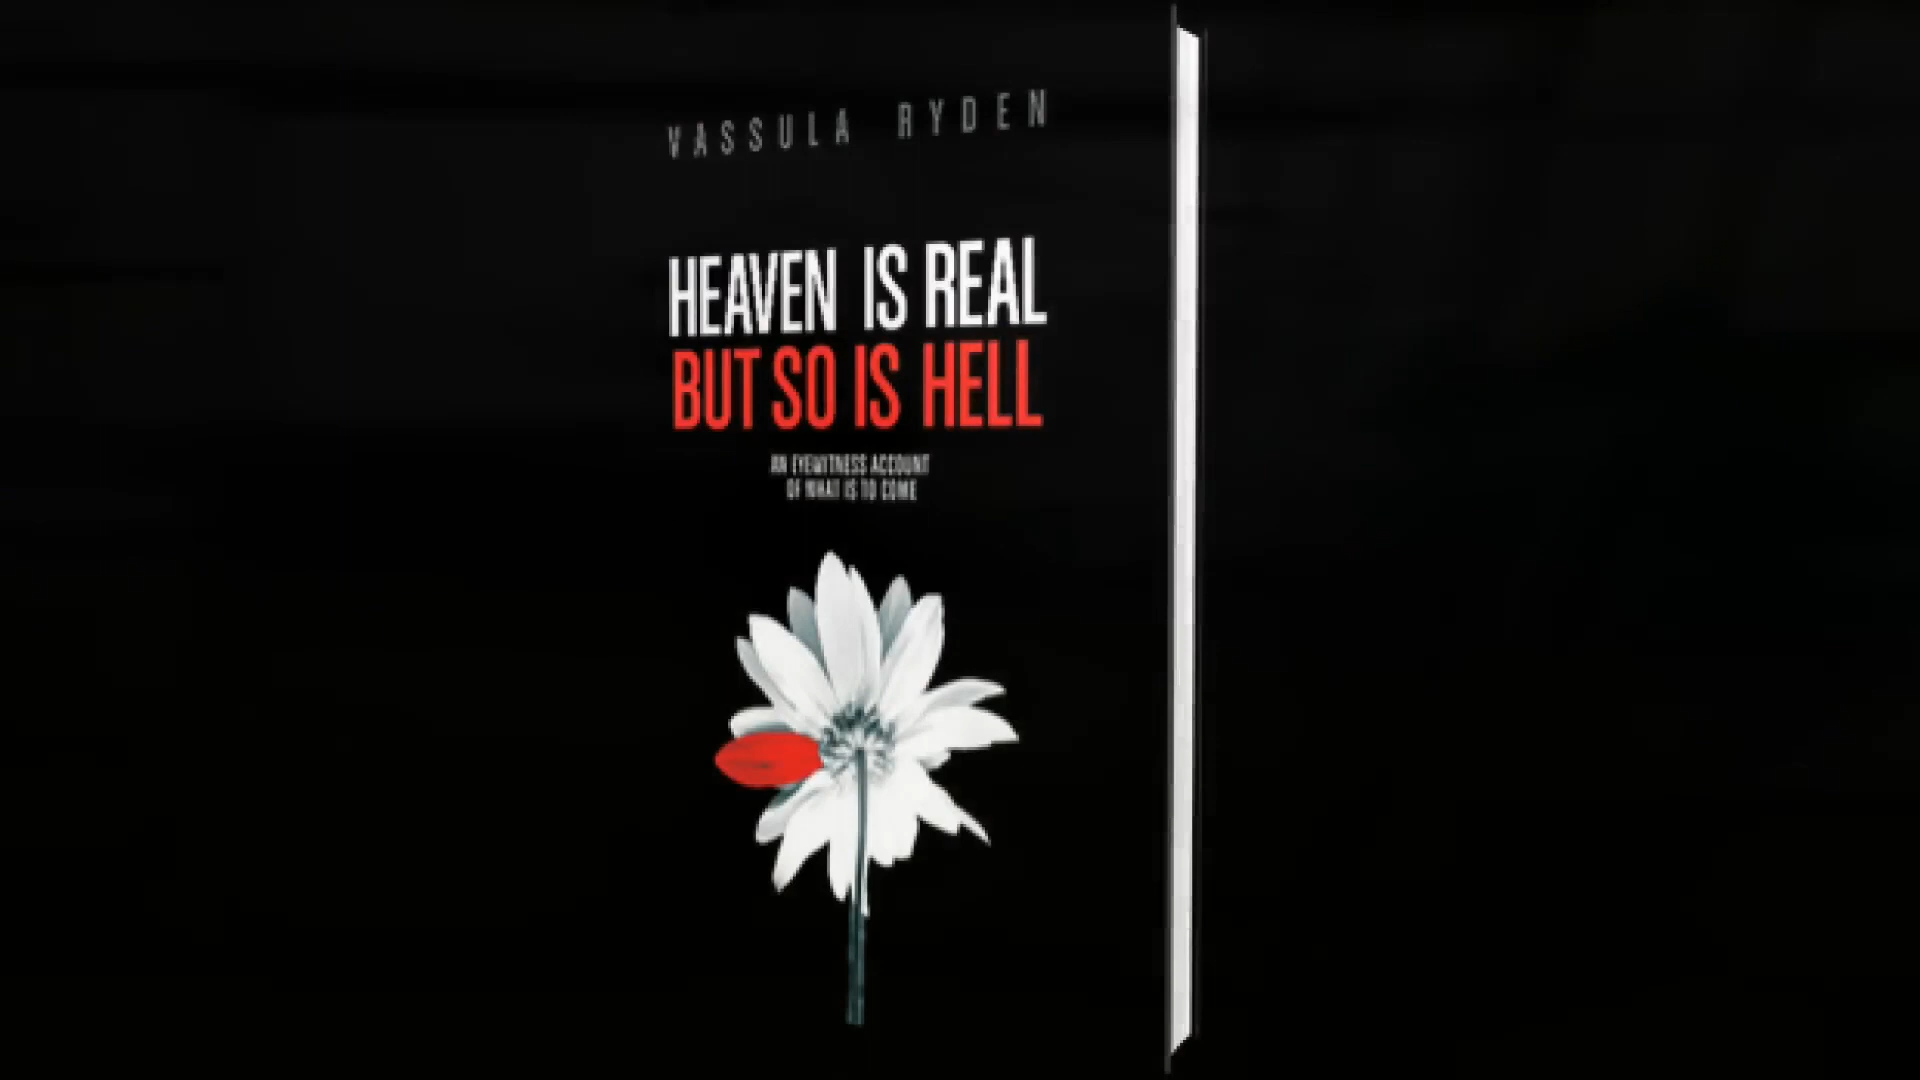 VASSULA RYDEN
HEAVEN IS REAL
BUT SO IS HELL
AN EYEWITNESS ACCOUNT
OF WHAT IS TO COME